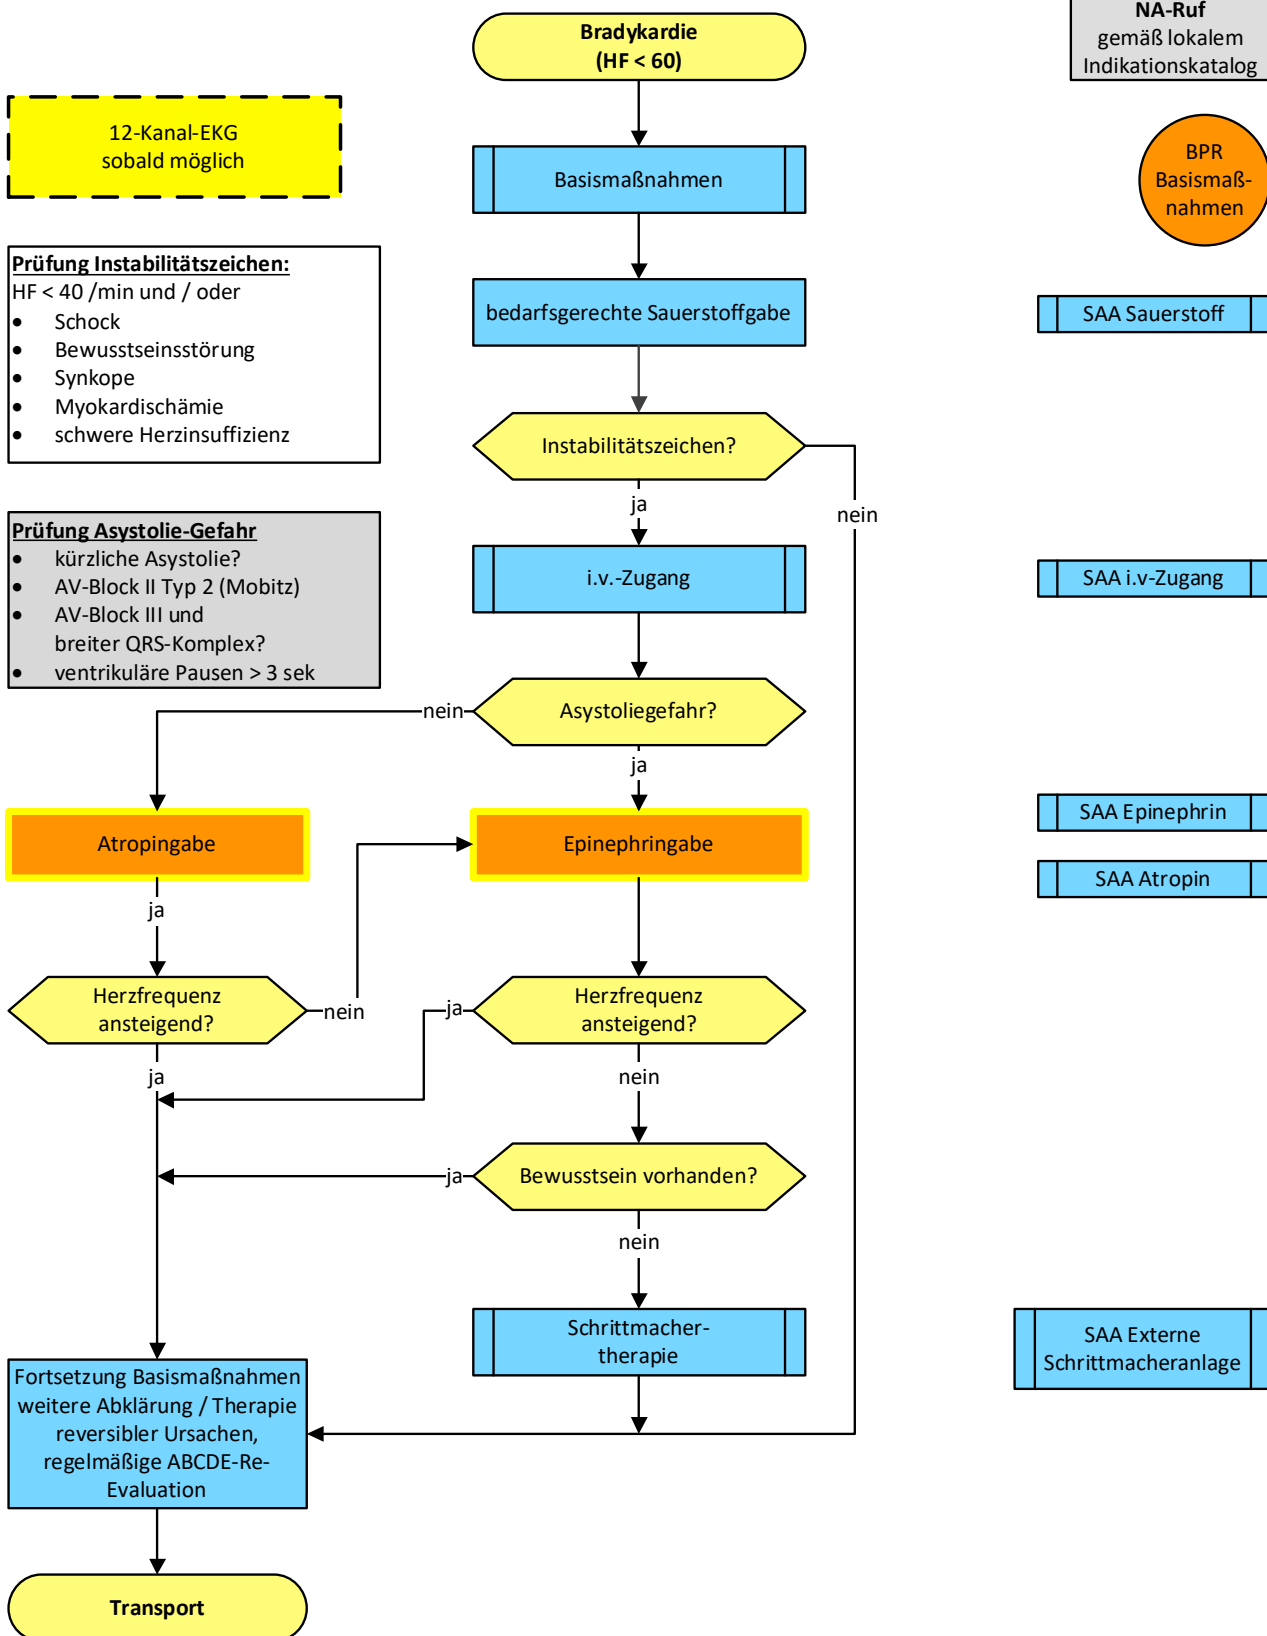 Bradykardie
(HF < 60)
NA-Ruf
gemäß lokalem
Indikationskatalog
12-Kanal-EKG
sobald möglich
Basismaßnahmen
BPR
Basismaß-
nahmen
Prüfung Instabilitätszeichen:
HF < 40 /min und / oder
• Schock
• Bewusstseinsstörung
• Synkope
• Myokardischämie
• schwere Herzinsuffizienz
bedarfsgerechte Sauerstoffgabe
SAA Sauerstoff
Instabilitätszeichen?
ja
nein
Prüfung Asystolie-Gefahr
• kürzliche Asystolie?
• AV-Block II Typ 2 (Mobitz)
• AV-Block III und
breiter QRS-Komplex?
• ventrikuläre Pausen > 3 sek
i.v.-Zugang
SAA i.v-Zugang
nein
Asystoliegefahr?
ja
Atropingabe
Epinephringabe
SAA Epinephrin
SAA Atropin
ja
Herzfrequenz
ansteigend?
nein
ja
Herzfrequenz
ansteigend?
ja
nein
ja
Bewusstsein vorhanden?
nein
Schrittmacher-
therapie
SAA Externe
Schrittmacheranlage
Fortsetzung Basismaßnahmen
weitere Abklärung / Therapie
reversibler Ursachen,
regelmäßige ABCDE-Re-
Evaluation
Transport